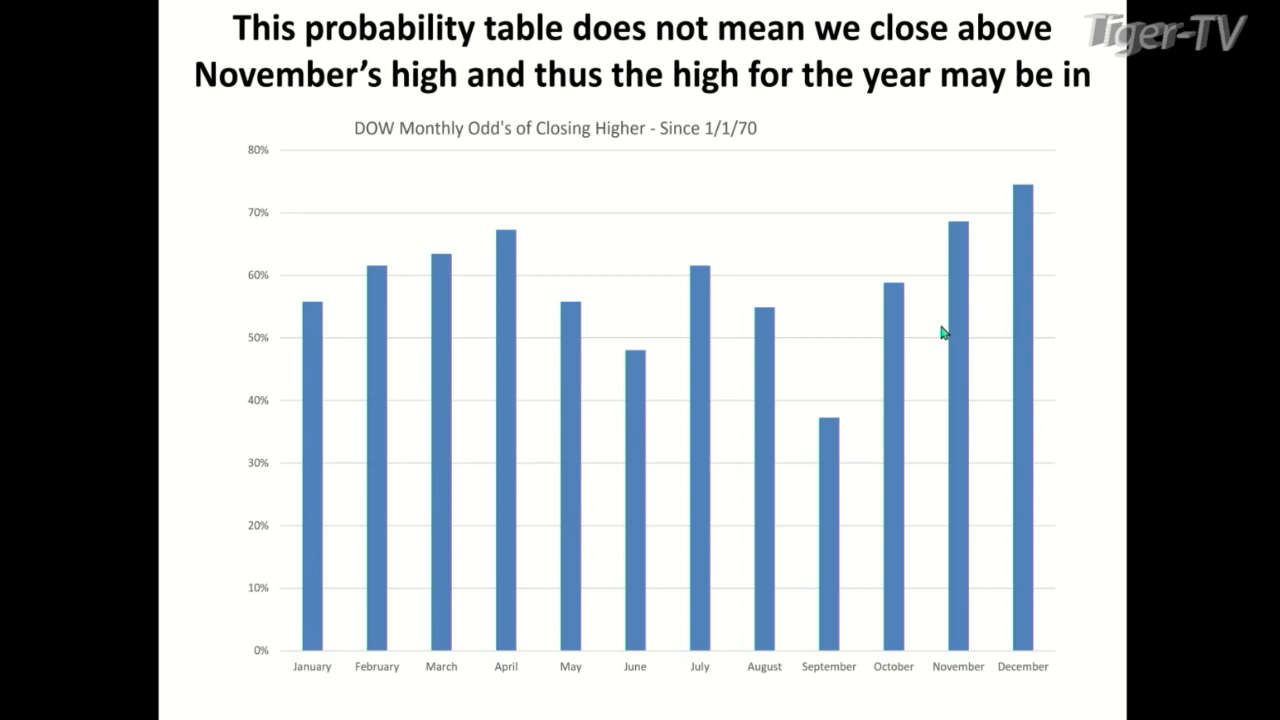 This probability table does not mean we close above
November's high and thus the high for the year may be in
Tiger-TV
DOW Monthly Odd's of Closing Higher - Since 1/1/70
80%
70%
60%
50%
40%
30%
20%
10%
0%
January February March April May June July August September October November December